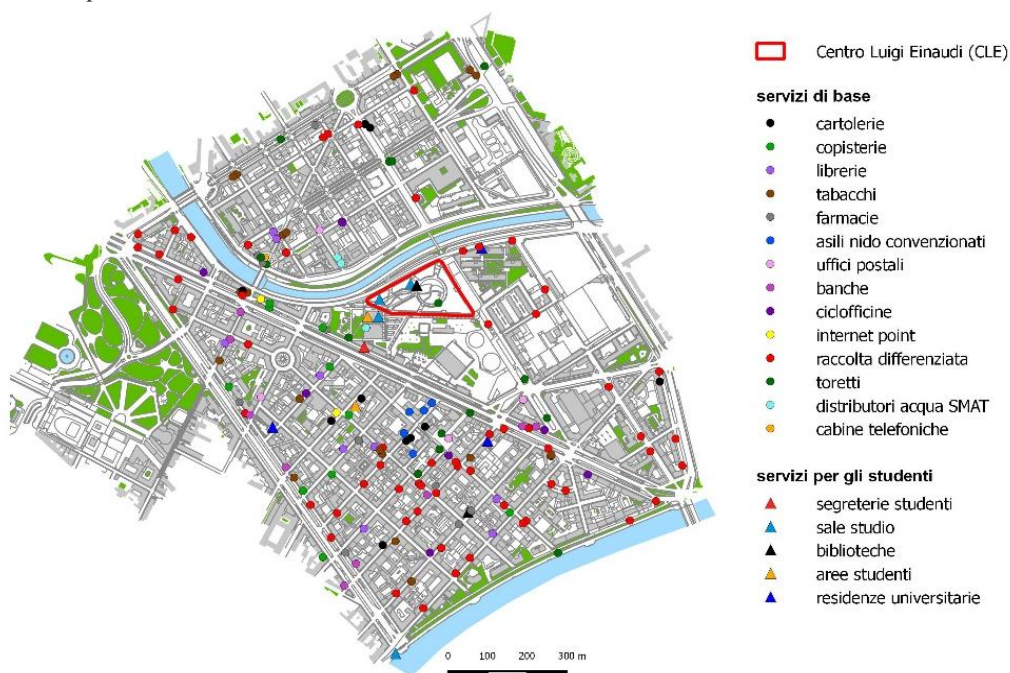 Centro Luigi Einaudi (CLE)
servizi di base
cartolerie
copisterie
librerie
tabacchi
farmacie
asili nido convenzionati
uffici postali
banche
ciclofficine
internet point
raccolta differenziata
toretti
distributori acqua SMAT
cabine telefoniche
servizi per gli studenti
segreterie studenti
sale studio
biblioteche
aree studenti
residenze universitarie
0 100 200 300 m